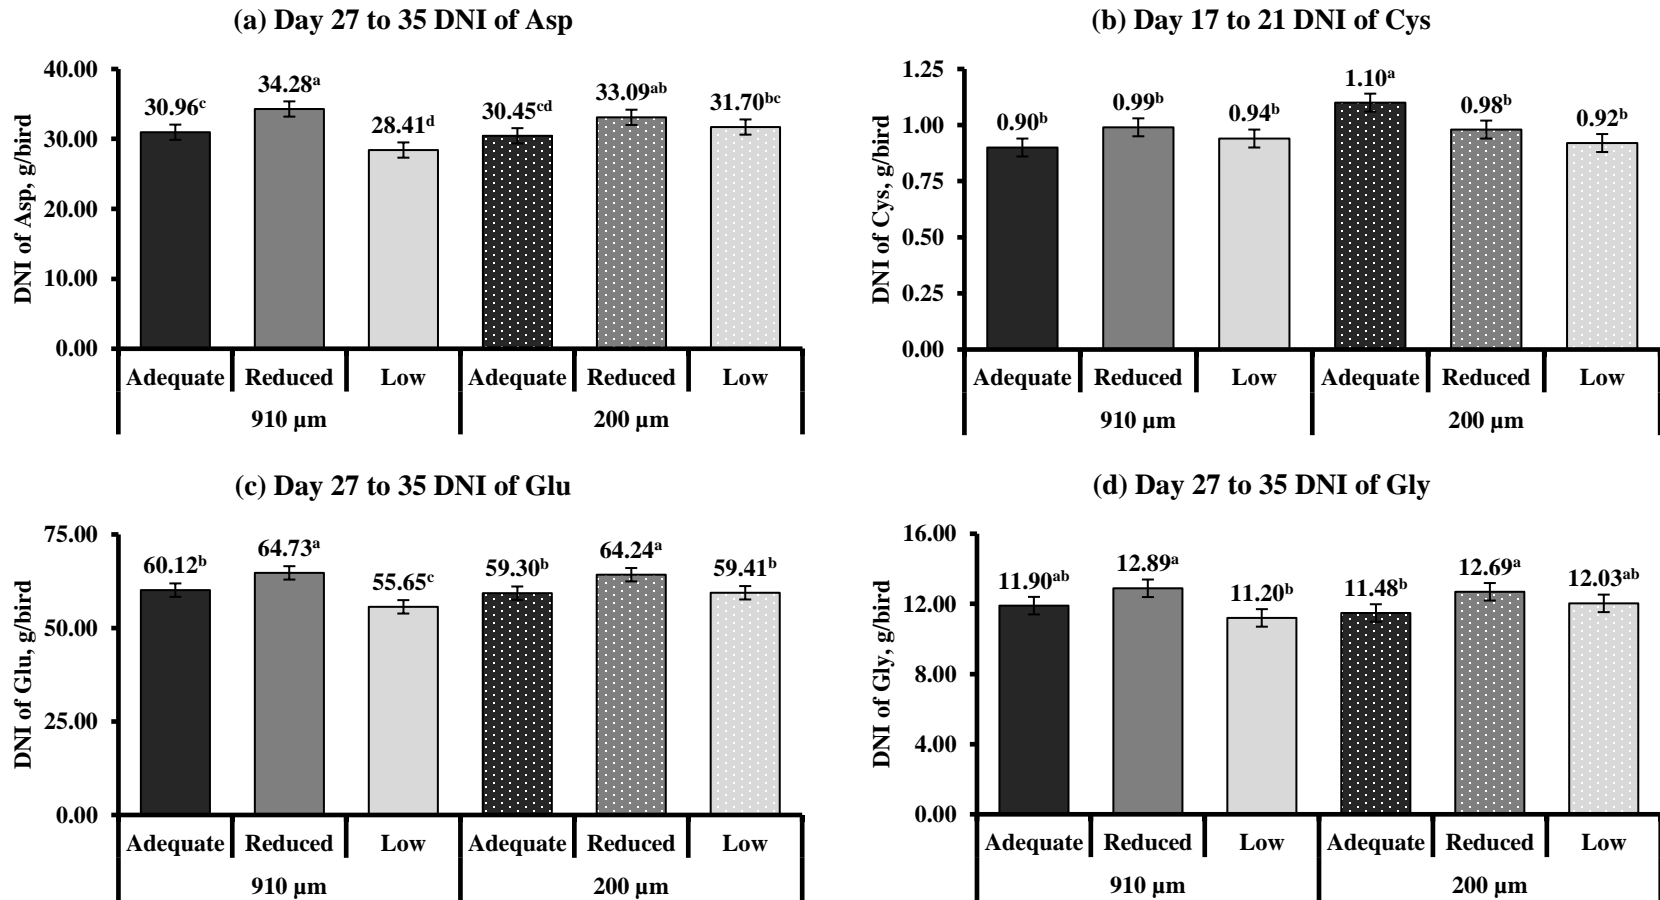 (a) Day 27 to 35 DNI of Asp
DNI of Asp, g/bird
40.00
30.00
20.00
10.00
0.00
30.96ᶜ
34.28ᵃ
28.41ᵈ
30.45ᶜᵈ
33.09ᵃᵇ
31.70ᵇᶜ
Adequate Reduced Low Adequate Reduced Low
910 µm 200 µm
(b) Day 17 to 21 DNI of Cys
DNI of Cys, g/bird
1.25
1.00
0.75
0.50
0.25
0.00
0.90ᵇ
0.99ᵇ
0.94ᵇ
1.10ᵃ
0.98ᵇ
0.92ᵇ
Adequate Reduced Low Adequate Reduced Low
910 µm 200 µm
(c) Day 27 to 35 DNI of Glu
DNI of Glu, g/bird
75.00
50.00
25.00
0.00
60.12ᵇ
64.73ᵃ
55.65ᶜ
59.30ᵇ
64.24ᵃ
59.41ᵇ
Adequate Reduced Low Adequate Reduced Low
910 µm 200 µm
(d) Day 27 to 35 DNI of Gly
DNI of Gly, g/bird
16.00
12.00
8.00
4.00
0.00
11.90ᵃᵇ
12.89ᵃ
11.20ᵇ
11.48ᵇ
12.69ᵃ
12.03ᵃᵇ
Adequate Reduced Low Adequate Reduced Low
910 µm 200 µm